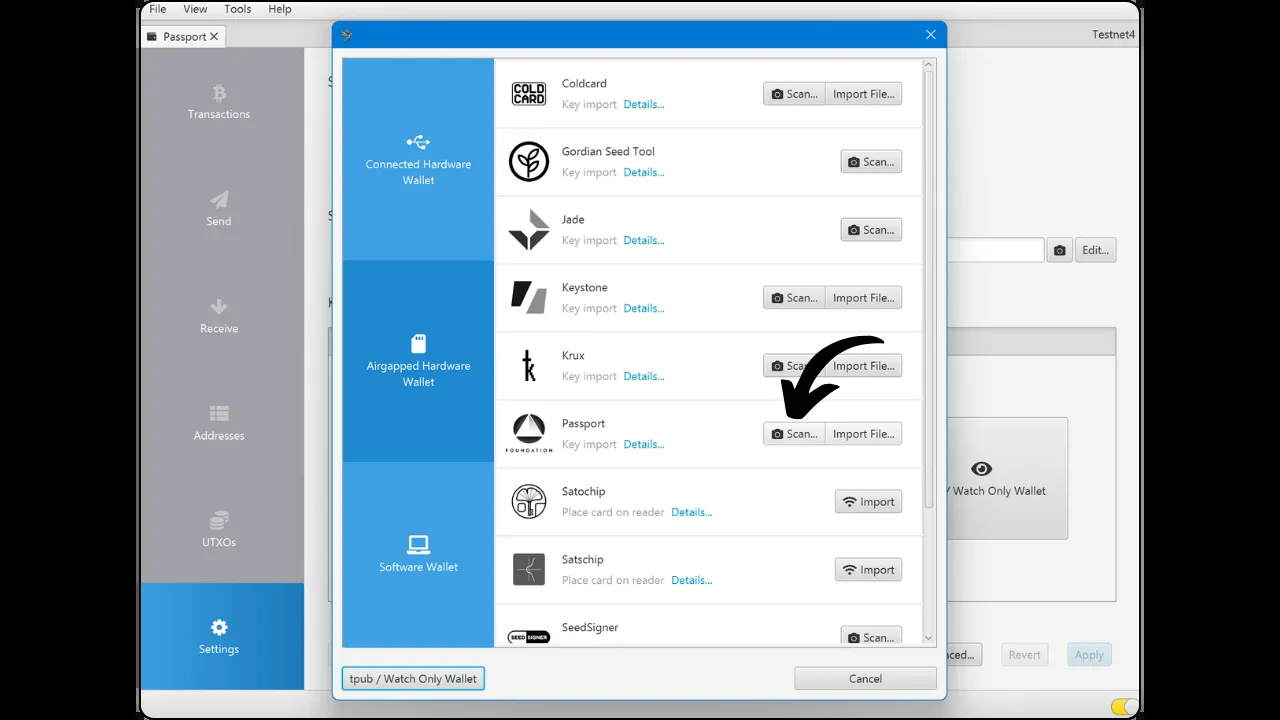 File View Tools Help
Passport
Testnet4
Transactions
Send
Receive
Addresses
UTXOs
Settings
Connected Hardware
Wallet
Airgapped Hardware
Wallet
Software Wallet
COLD
CARD
Coldcard
Key import Details...
Scan... Import File...
Gordian Seed Tool
Key import Details...
Scan...
Jade
Key import Details...
Scan...
Keystone
Key import Details...
Scan... Import File...
Krux
Key import Details...
Scan Import File...
FOUNDATION
Passport
Key import Details...
Scan... Import File...
Satochip
Place card on reader Details...
Import
Satschip
Place card on reader Details...
Import
SEED SIGNER
SeedSigner
Scan...
Edit...
/ Watch Only Wallet
tpub / Watch Only Wallet
Cancel
ced...
Revert
Apply